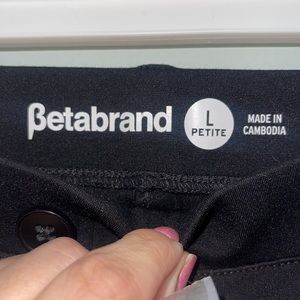 βetabrand
L
PETITE
MADE IN
CAMBODIA